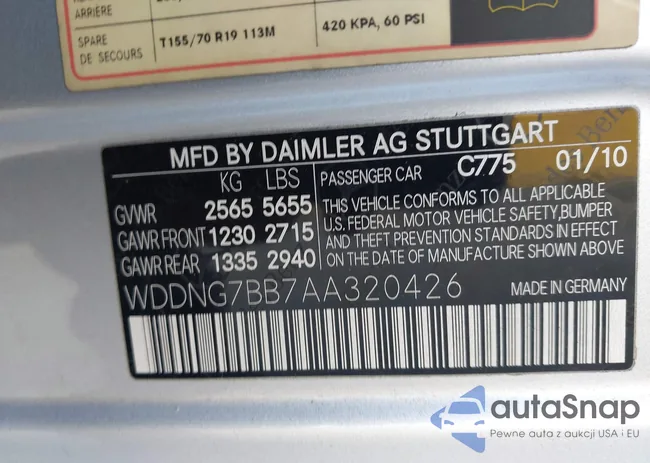 ARRIÈRE
SPARE T155/70 R19 113M 420 KPA, 60 PSI
DE SECOURS
MFD BY DAIMLER AG STUTTGART
KG LBS PASSENGER CAR C775 01/10
GVWR 2565 5655
GAWR FRONT 1230 2715
GAWR REAR 1335 2940
THIS VEHICLE CONFORMS TO ALL APPLICABLE
U.S. FEDERAL MOTOR VEHICLE SAFETY,BUMPER
AND THEFT PREVENTION STANDARDS IN EFFECT
ON THE DATE OF MANUFACTURE SHOWN ABOVE
WDDNG7BB7AA320426 MADE IN GERMANY
autaSnap
Pewne auta z aukcji USA i EU